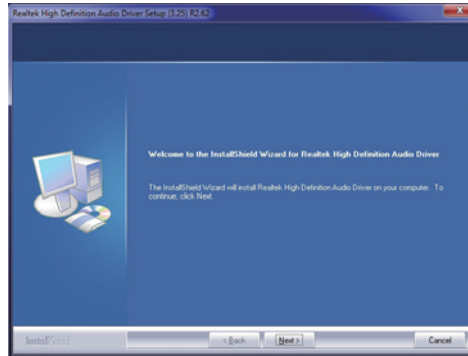 Realtek High Definition Audio Driver Setup (3.25) R2.62
Welcome to the InstallShield Wizard for Realtek High Definition Audio Driver
The InstallShield Wizard will install Realtek High Definition Audio Driver on your computer. To
continue, click Next.
InstallShield
< Back
Next >
Cancel